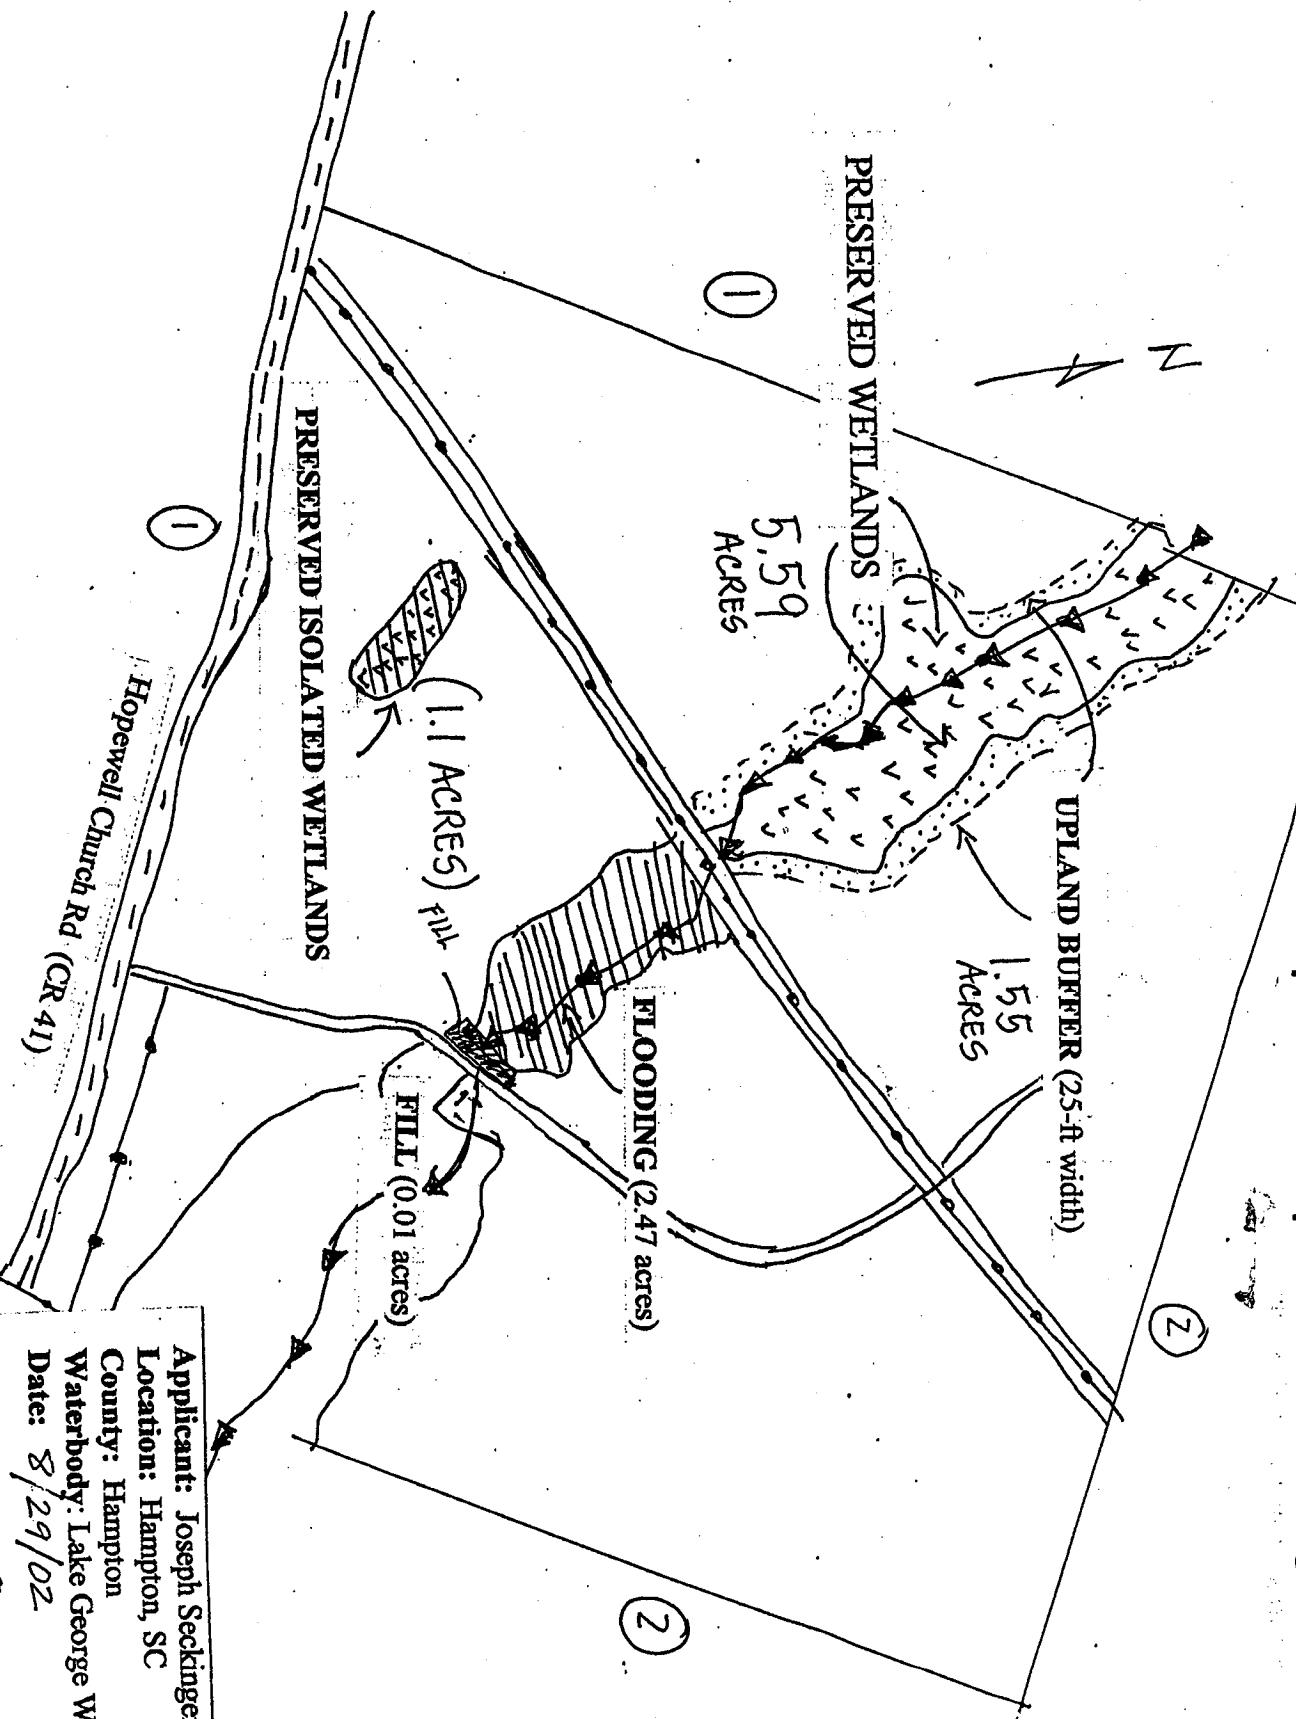 N
PRESERVED WETLANDS
5.59
ACRES
UPLAND BUFFER (25-ft width)
1.55
ACRES
1
2
FLOODING (2.47 acres)
PRESERVED ISOLATED WETLANDS
(1.1 ACRES)
FILL
FILL (0.01 acres)
1
2
Hopewell Church Rd (CR 41)
Applicant: Joseph Seckinge
Location: Hampton, SC
County: Hampton
Waterbody: Lake George W
Date: 8/29/02